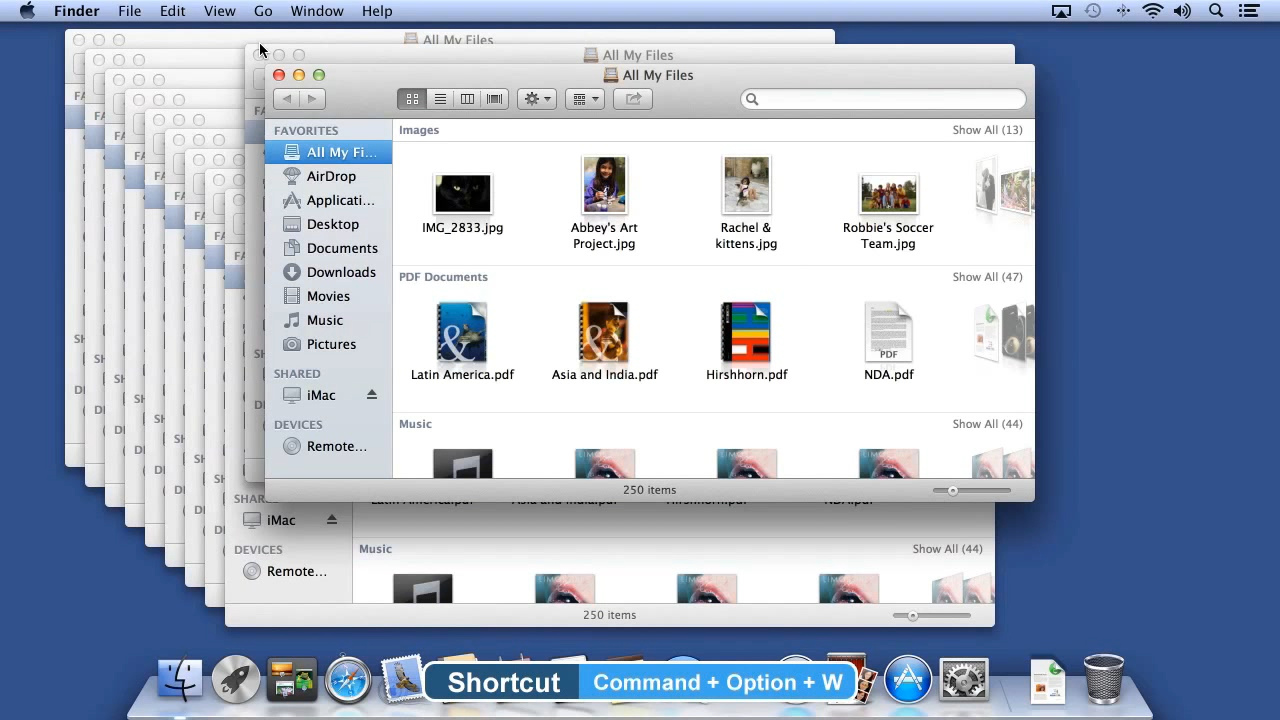 Finder File Edit View Go Window Help
All My Files
All My Files
All My Files
FAVORITES
All My Fi...
AirDrop
Applicati...
Desktop
Documents
Downloads
Movies
Music
Pictures
SHARED
iMac
DEVICES
Remote...
Images Show All (13)
IMG_2833.jpg
Abbey's Art
Project.jpg
Rachel &
kittens.jpg
Robbie's Soccer
Team.jpg
PDF Documents Show All (47)
PDF
Latin America.pdf
Asia and India.pdf
Hirshhorn.pdf
NDA.pdf
Music Show All (44)
250 items
iMac
DEVICES
Remote...
Music Show All (44)
250 items
Shortcut Command + Option + W